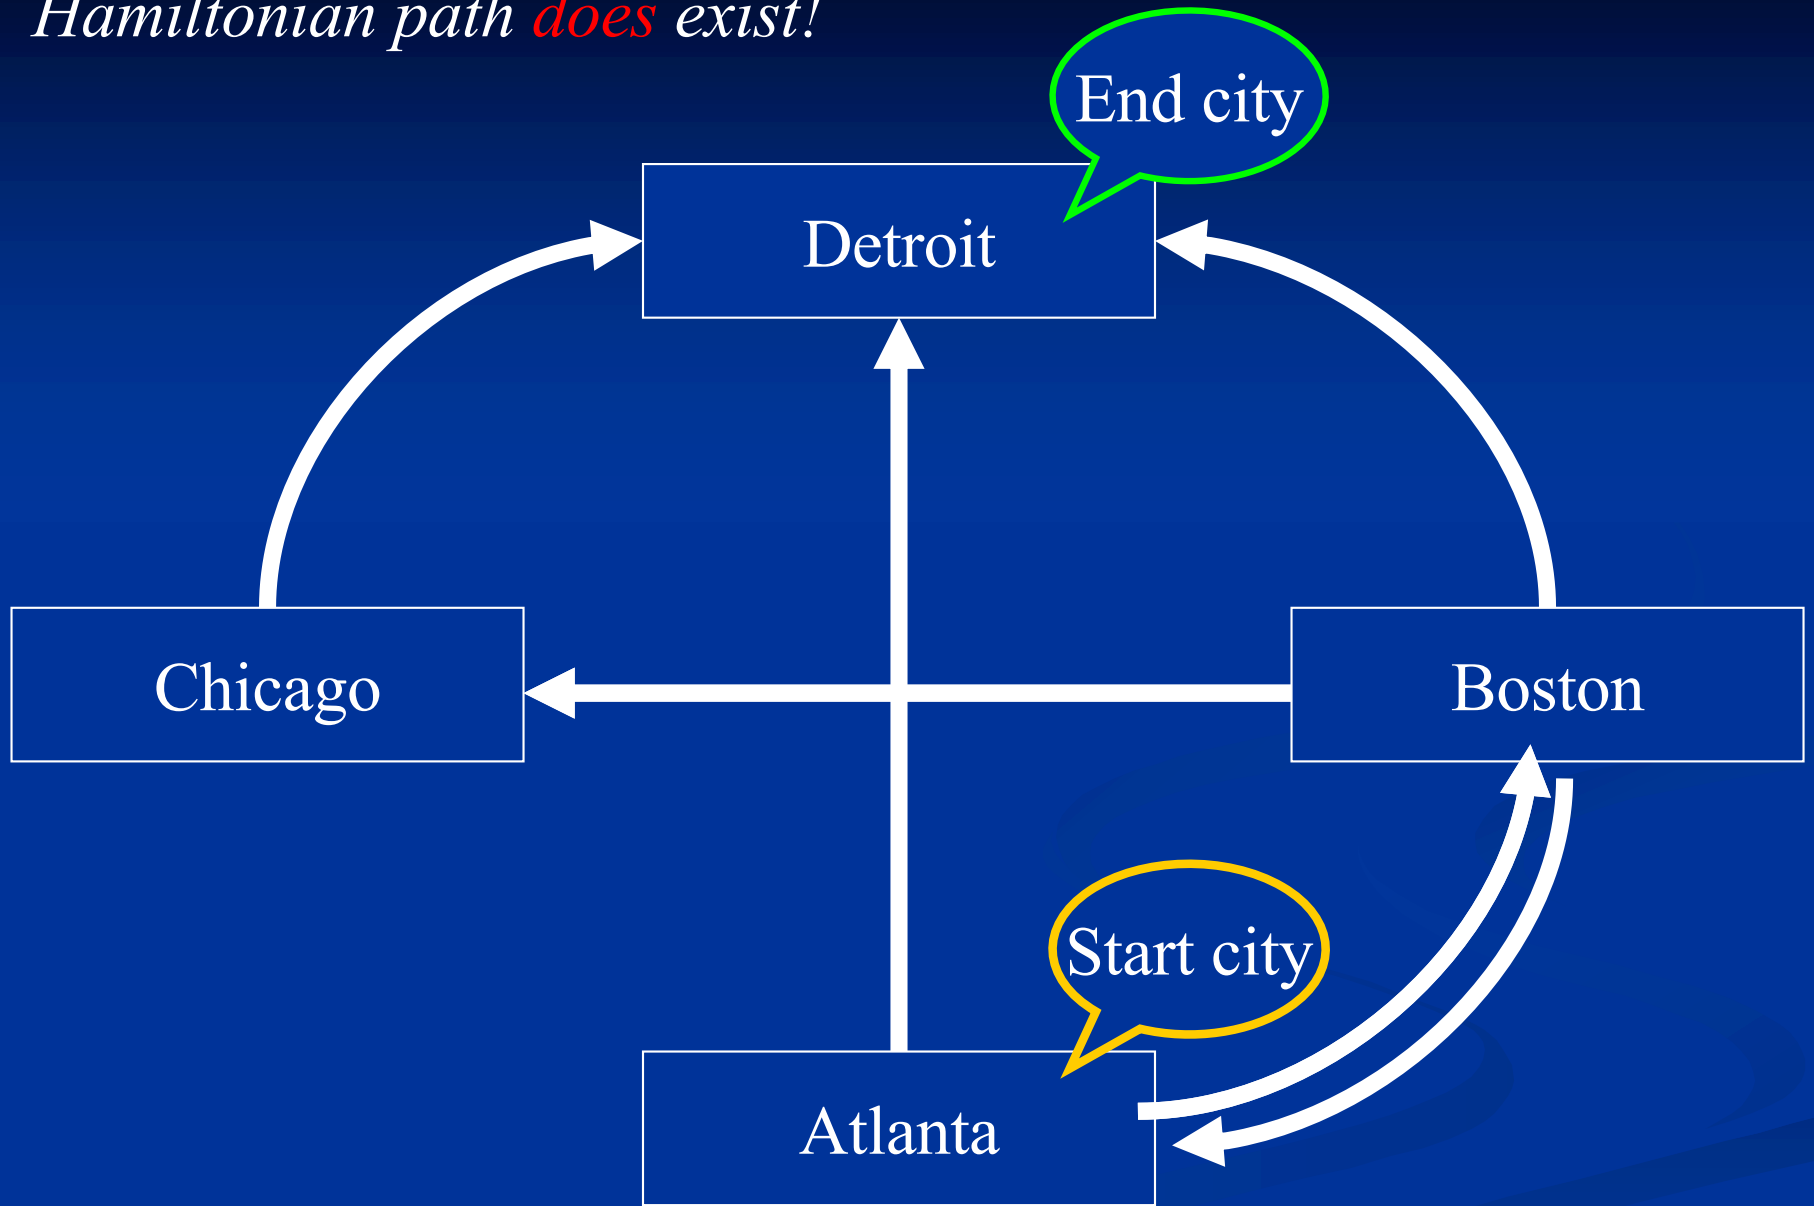 Hamiltonian path does exist!
End city
Detroit
Chicago
Boston
Start city
Atlanta